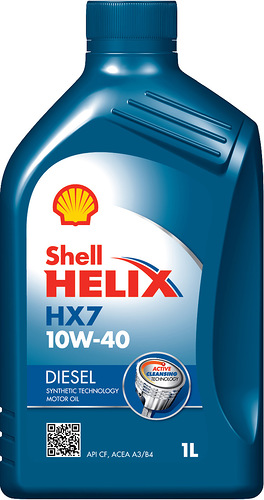 Shell
HELIX
HX7
10W-40
DIESEL
SYNTHETIC TECHNOLOGY
MOTOR OIL
ACTIVE
CLEANSING
TECHNOLOGY
API CF, ACEA A3/B4
1L